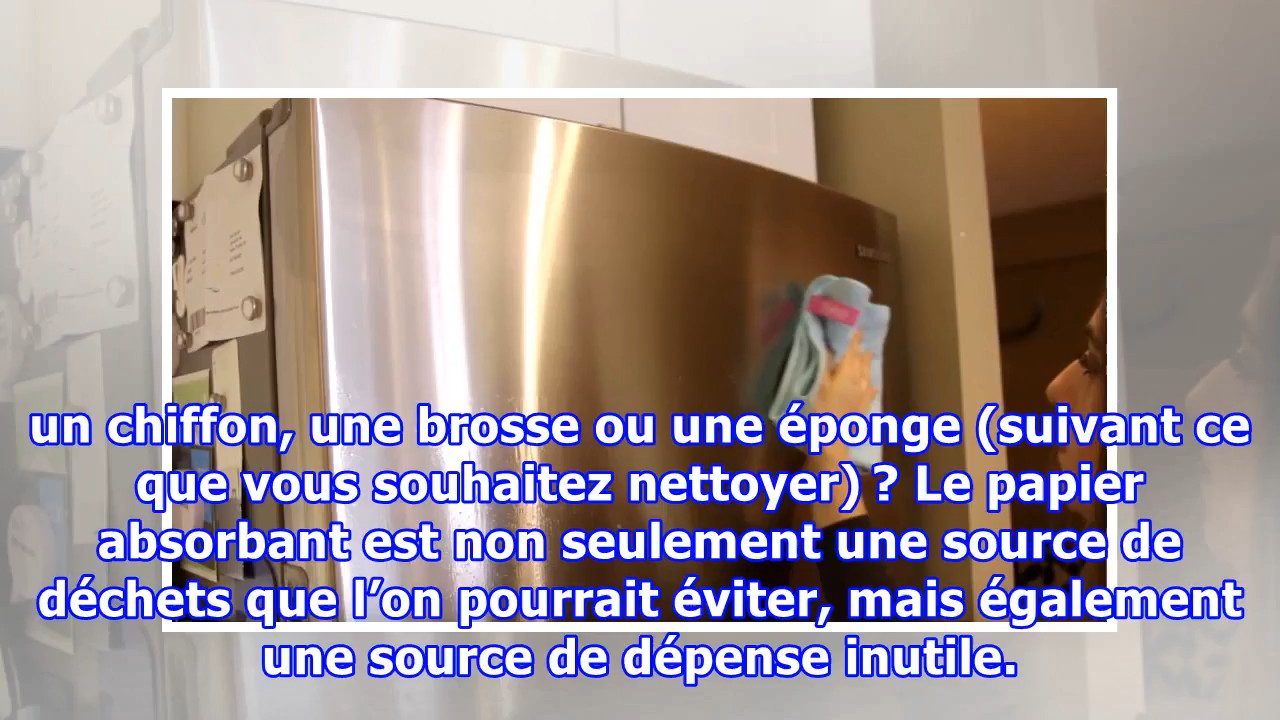 un chiffon, une brosse ou une éponge (suivant ce
que vous souhaitez nettoyer) ? Le papier
absorbant est non seulement une source de
déchets que l’on pourrait éviter, mais également
une source de dépense inutile.